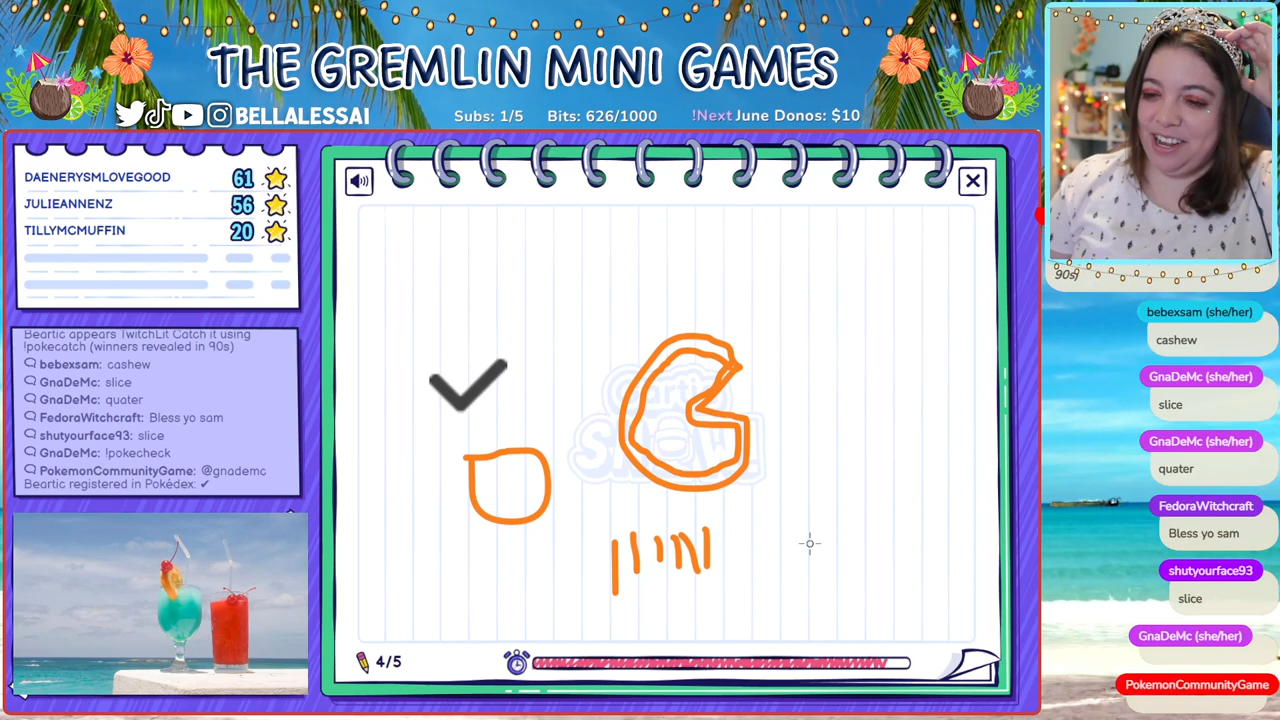 THE GREMLIN MINI GAMES
BELLALESSAI
Subs: 1/5 Bits: 626/1000 !Next June Donos: $10
DAENERYSMLOVEGOOD 61
JULIEANNENZ 56
TILLYMCMUFFIN 20
Beartic appears TwitchLit Catch it using
!pokecatch (winners revealed in 90s)
bebexsam: cashew
GnaDeMc: slice
GnaDeMc: quater
FedoraWitchcraft: Bless yo sam
shutyourface93: slice
GnaDeMc: !pokecheck
PokemonCommunityGame: @gnademc
Beartic registered in Pokédex: ✔
Gartic
SHOW!
4/5
90s)
bebexsam (she/her)
cashew
GnaDeMc (she/her)
slice
GnaDeMc (she/her)
quater
FedoraWitchcraft
Bless yo sam
shutyourface93
slice
GnaDeMc (she/her)
PokemonCommunityGame